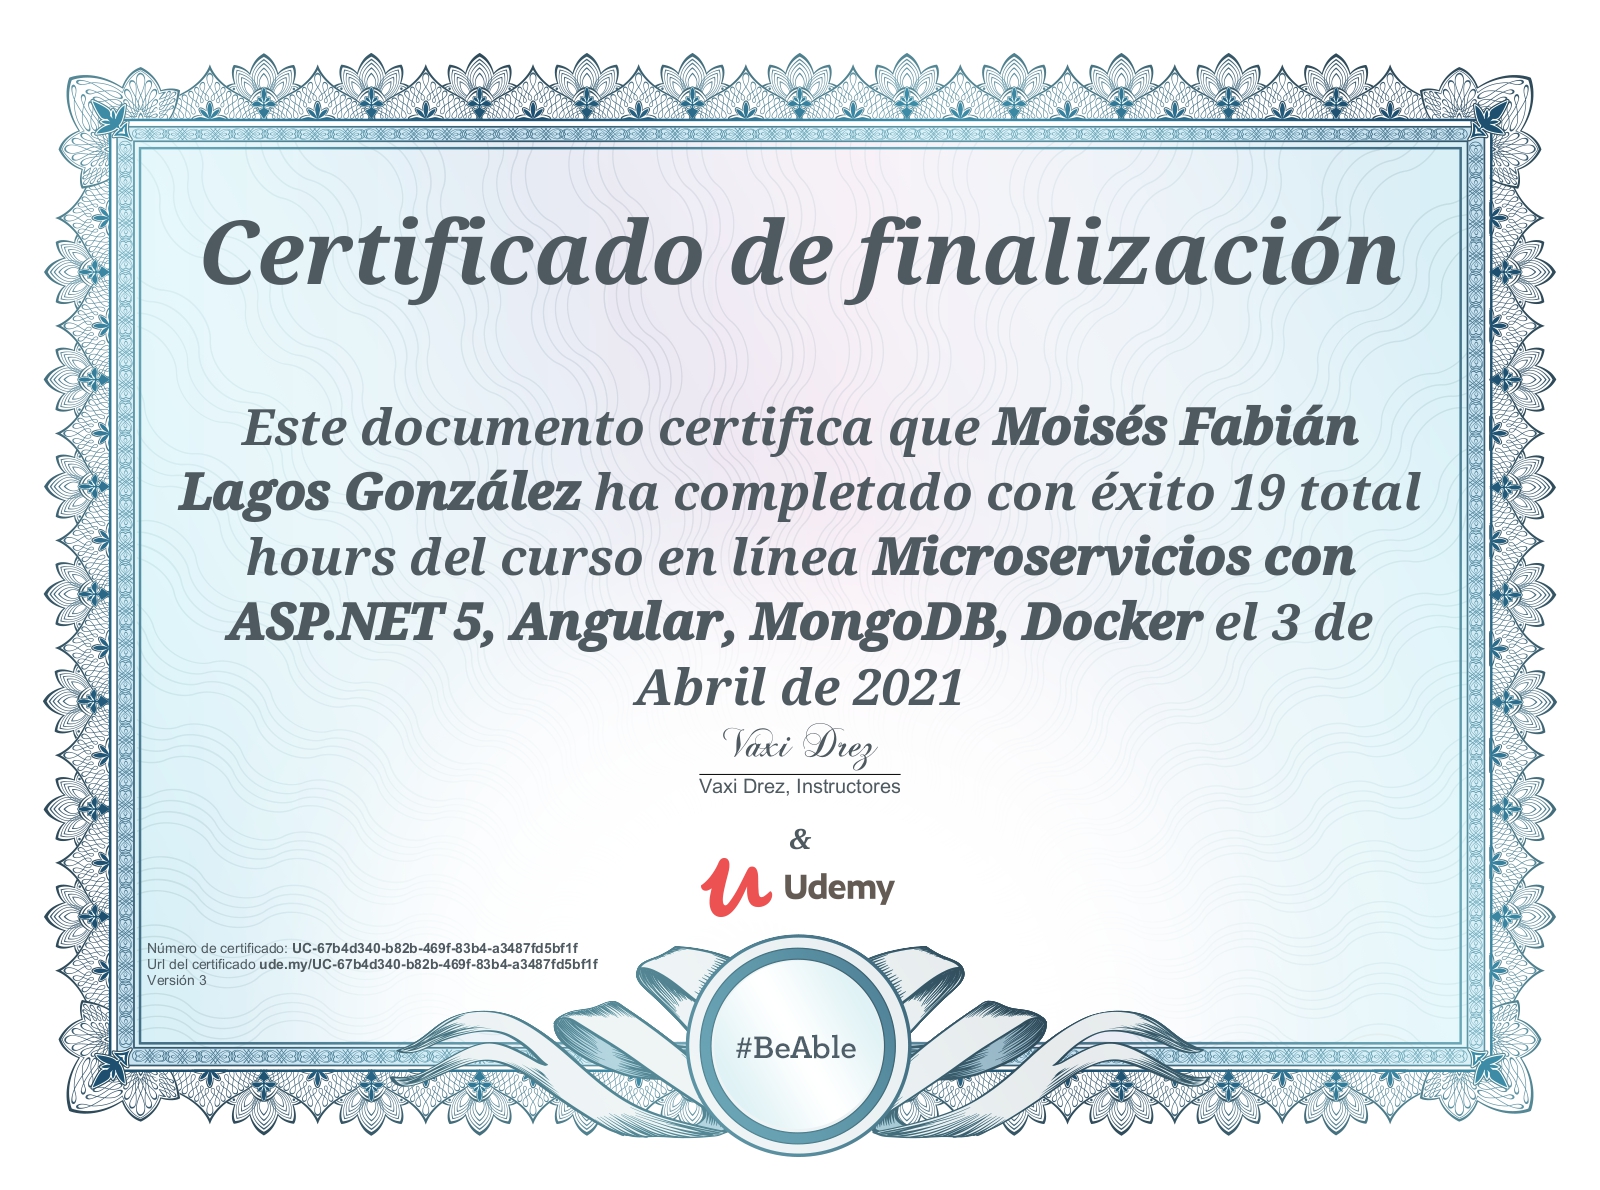 Certificado de finalización
Este documento certifica que Moisés Fabián
Lagos González ha completado con éxito 19 total
hours del curso en línea Microservicios con
ASP.NET 5, Angular, MongoDB, Docker el 3 de
Abril de 2021
Vaxi Drez
Vaxi Drez, Instructores
&
Udemy
Número de certificado: UC-67b4d340-b82b-469f-83b4-a3487fd5bf1f
Url del certificado ude.my/UC-67b4d340-b82b-469f-83b4-a3487fd5bf1f
Versión 3
#BeAble